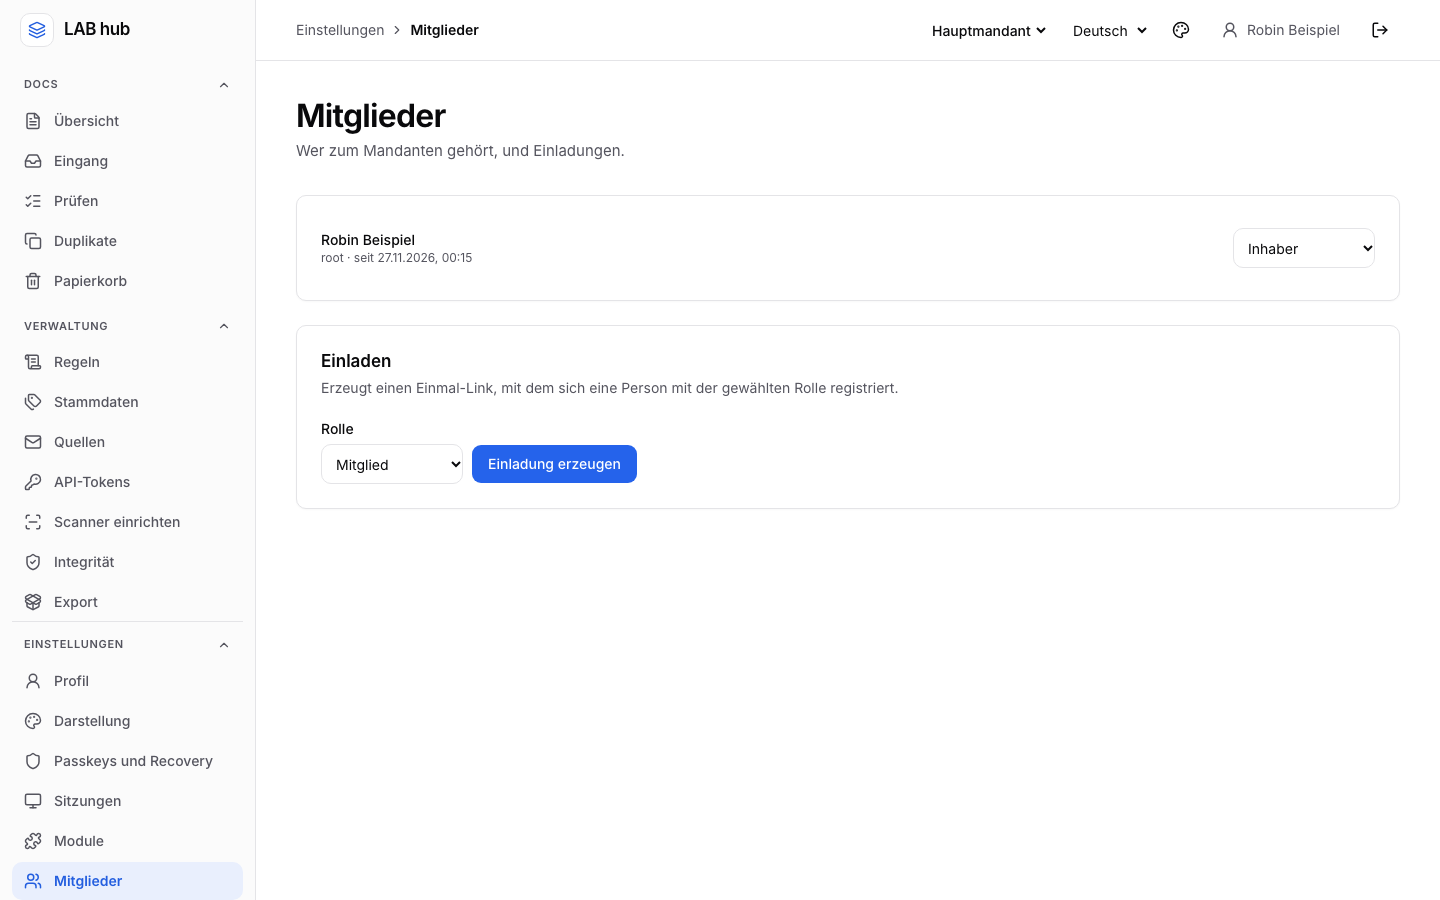 LAB hub
DOCS
Übersicht
Eingang
Prüfen
Duplikate
Papierkorb
VERWALTUNG
Regeln
Stammdaten
Quellen
API-Tokens
Scanner einrichten
Integrität
Export
EINSTELLUNGEN
Profil
Darstellung
Passkeys und Recovery
Sitzungen
Module
Mitglieder
Einstellungen > Mitglieder
Hauptmandant
Deutsch
Robin Beispiel
Mitglieder
Wer zum Mandanten gehört, und Einladungen.
Robin Beispiel
root · seit 27.11.2026, 00:15
Inhaber
Einladen
Erzeugt einen Einmal-Link, mit dem sich eine Person mit der gewählten Rolle registriert.
Rolle
Mitglied
Einladung erzeugen